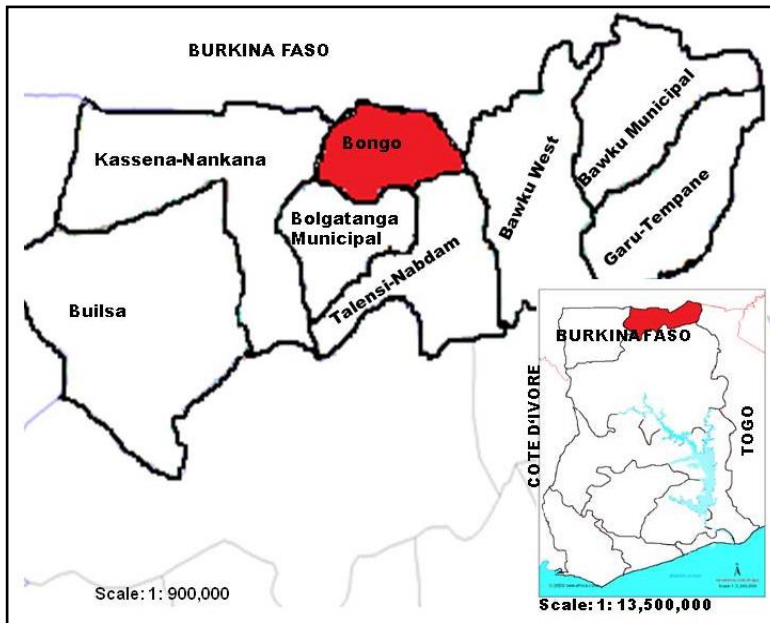 BURKINA FASO
Bongo
Kassena-Nankana
Bawku West
Bawku Municipal
Garu-Tempane
Bolgatanga
Municipal
Talensi-Nabdam
Builsa
Scale: 1: 900,000
BURKINA FASO
COTE D'IVORE
TOGO
Scale: 1: 13,500,000